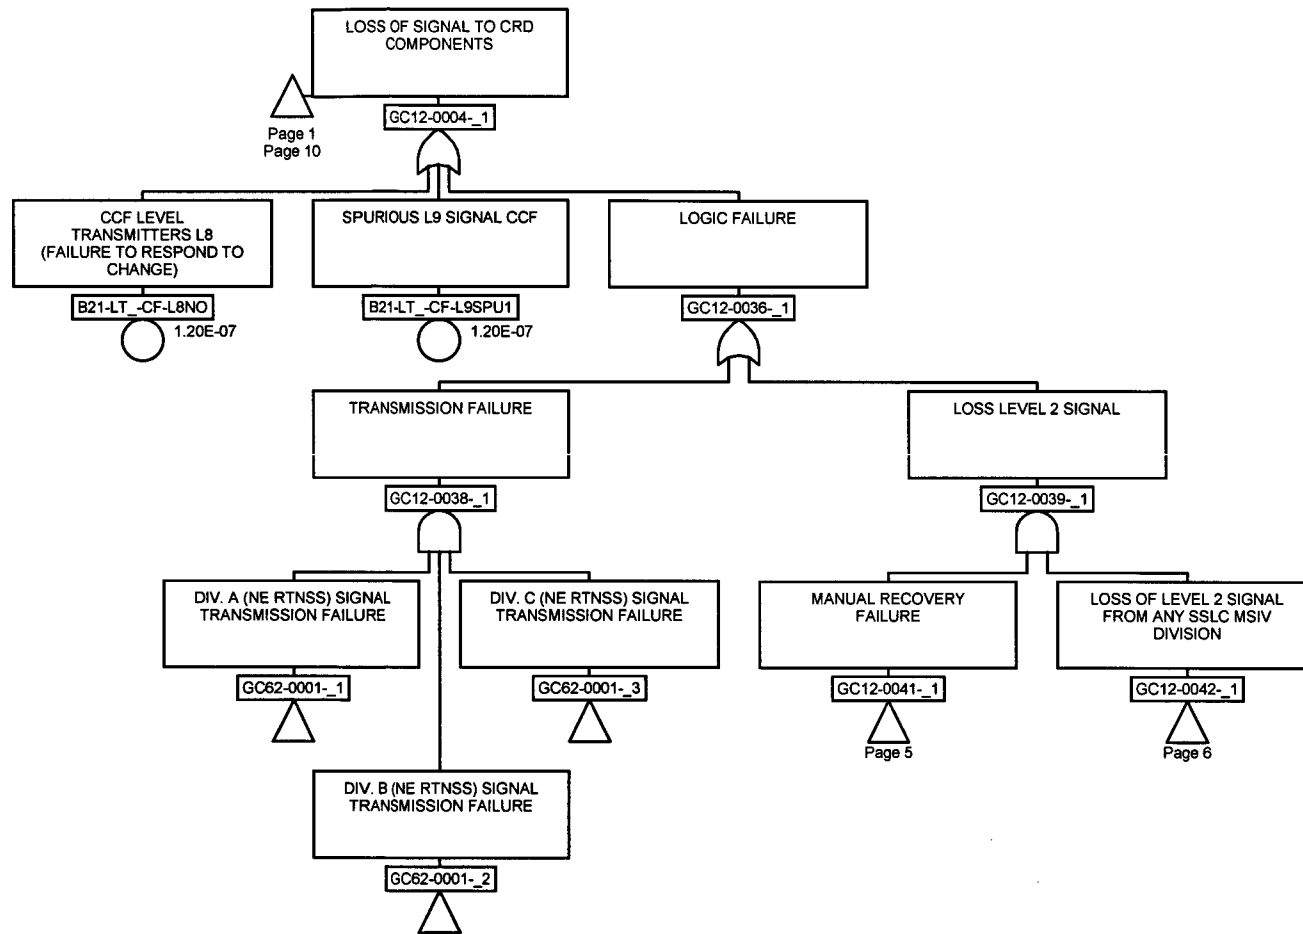 LOSS OF SIGNAL TO CRD
COMPONENTS
Page 1
Page 10
GC12-0004-_1
CCF LEVEL
TRANSMITTERS L8
(FAILURE TO RESPOND TO
CHANGE)
B21-LT_-CF-L8NO
1.20E-07
SPURIOUS L9 SIGNAL CCF
B21-LT_-CF-L9SPU1
1.20E-07
LOGIC FAILURE
GC12-0036-_1
TRANSMISSION FAILURE
GC12-0038-_1
LOSS LEVEL 2 SIGNAL
GC12-0039-_1
DIV. A (NE RTNSS) SIGNAL
TRANSMISSION FAILURE
GC62-0001-_1
DIV. C (NE RTNSS) SIGNAL
TRANSMISSION FAILURE
GC62-0001-_3
MANUAL RECOVERY
FAILURE
GC12-0041-_1
Page 5
LOSS OF LEVEL 2 SIGNAL
FROM ANY SSLC MSIV
DIVISION
GC12-0042-_1
Page 6
DIV. B (NE RTNSS) SIGNAL
TRANSMISSION FAILURE
GC62-0001-_2